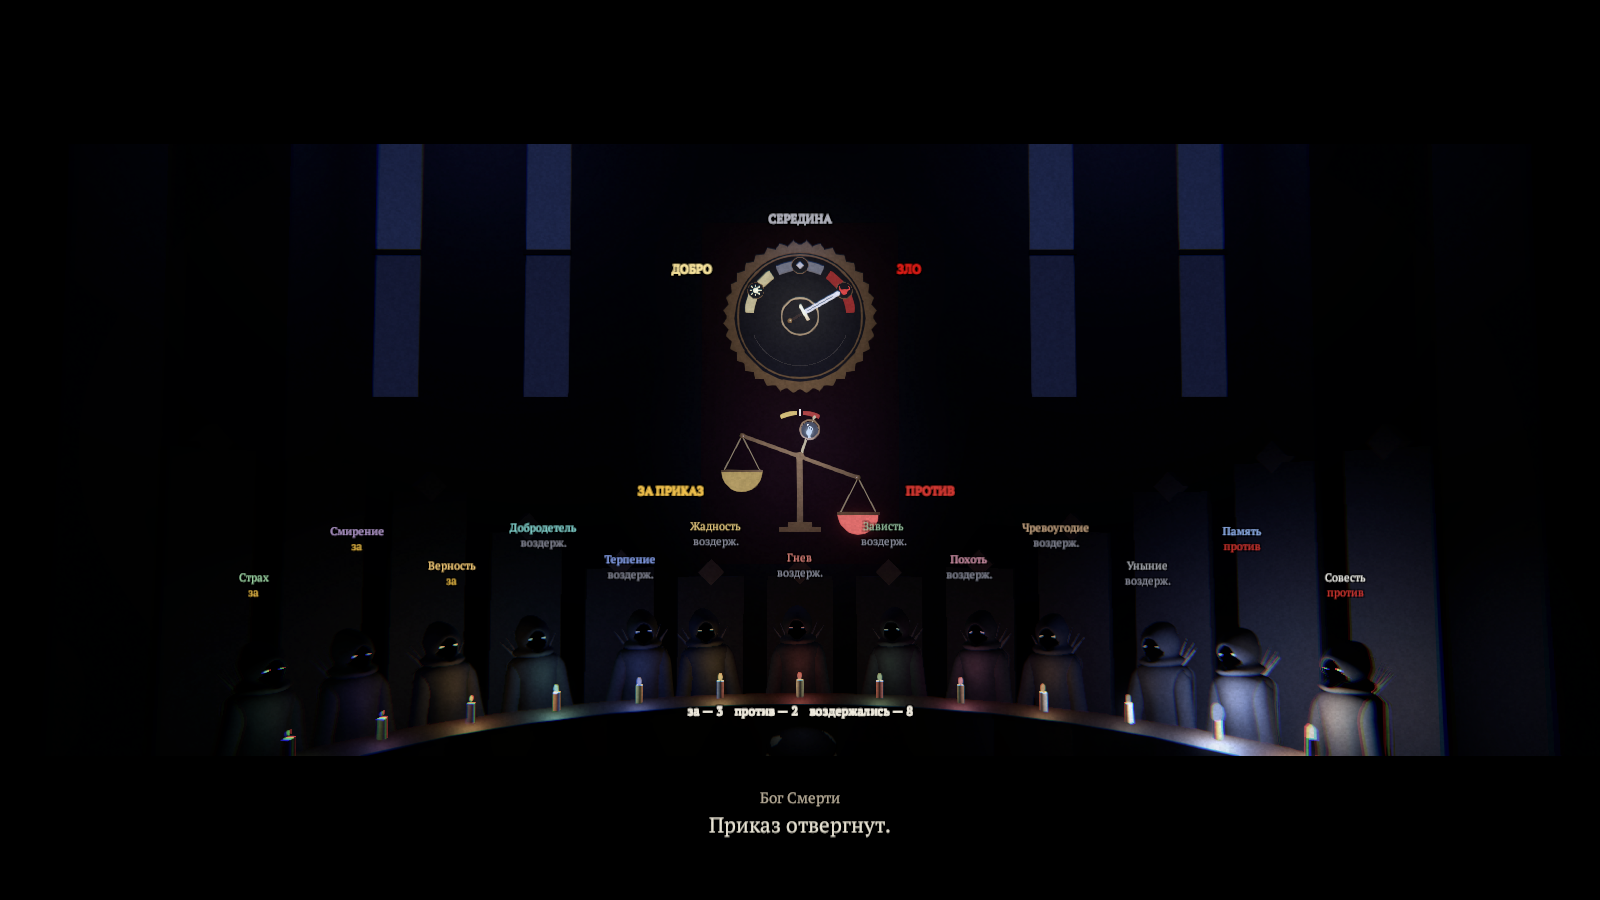 СЕРЕДИНА
ДОБРО
ЗЛО
ЗА ПРИКАЗ
ПРОТИВ
Страх
за
Смирение
за
Верность
за
Добродетель
воздерж.
Терпение
воздерж.
Жадность
воздерж.
Гнев
воздерж.
Зависть
воздерж.
Похоть
воздерж.
Чревоугодие
воздерж.
Уныние
воздерж.
Память
против
Совесть
против
за — 3 против — 2 воздержались — 8
Бог Смерти
Приказ отвергнут.